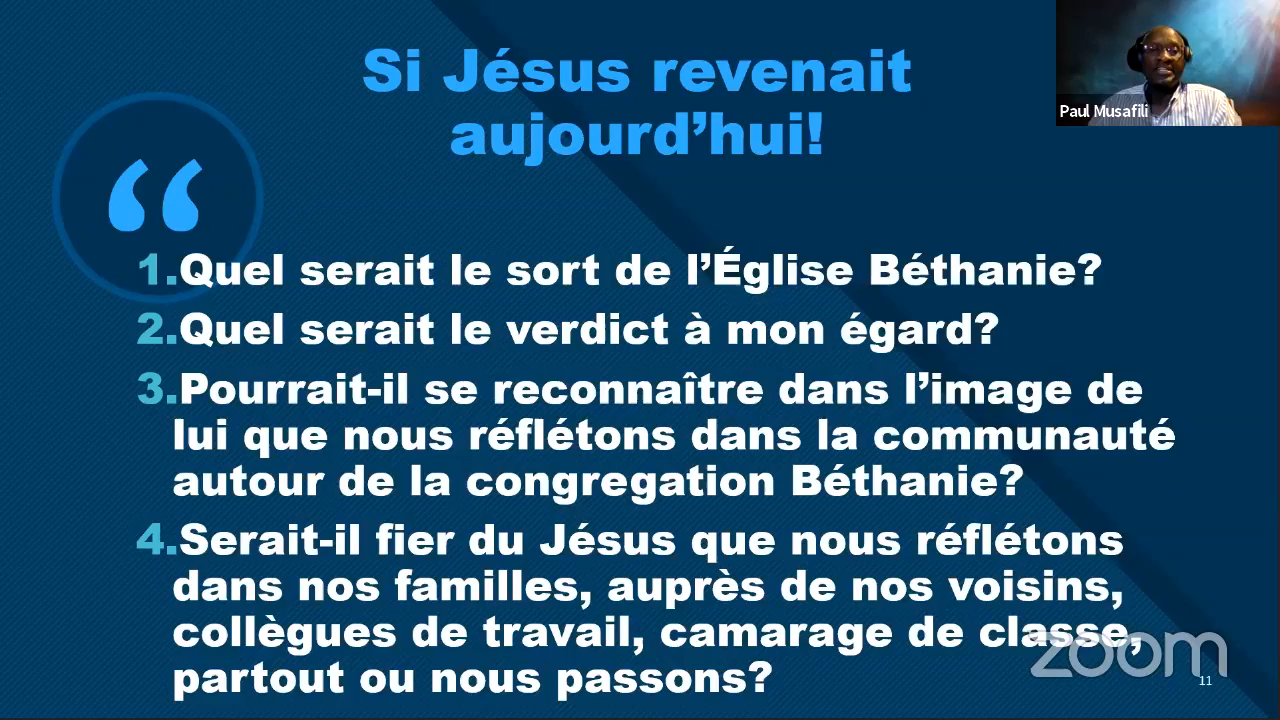 Si Jésus revenait
aujourd’hui!
Paul Musafili
“
1.Quel serait le sort de l’Église Béthanie?
2.Quel serait le verdict à mon égard?
3.Pourrait-il se reconnaître dans l’image de
lui que nous réflétons dans la communauté
autour de la congregation Béthanie?
4.Serait-il fier du Jésus que nous réflétons
dans nos familles, auprès de nos voisins,
collègues de travail, camarage de classe,
partout ou nous passons?
zoom
11